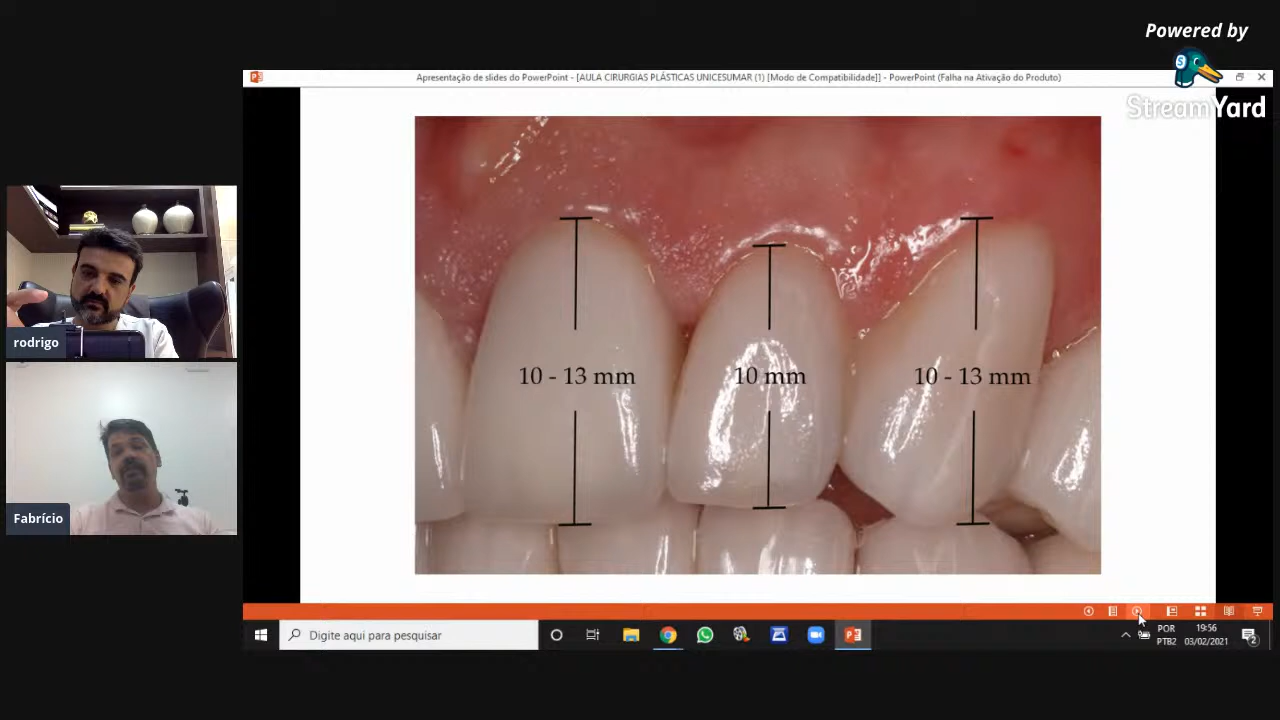 Powered by
StreamYard
Apresentação de slides do PowerPoint - [AULA CIRURGIAS PLÁSTICAS UNICESUMAR (1) [Modo de Compatibilidade]] - PowerPoint (Falha na Ativação do Produto)
rodrigo
Fabrício
10 - 13 mm
10 mm
10 - 13 mm
Digite aqui para pesquisar
POR
PTB2
19:56
03/02/2021
2